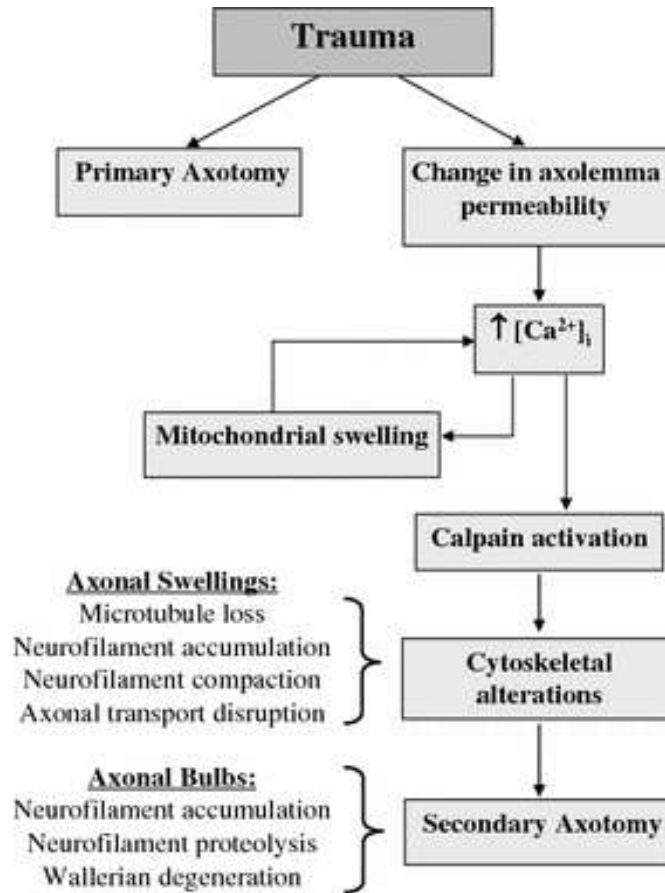 Trauma
Primary Axotomy
Change in axolemma
permeability
↑ [Ca²⁺]ᵢ
Mitochondrial swelling
Calpain activation
Axonal Swellings:
Microtubule loss
Neurofilament accumulation
Neurofilament compaction
Axonal transport disruption
Cytoskeletal
alterations
Axonal Bulbs:
Neurofilament accumulation
Neurofilament proteolysis
Wallerian degeneration
Secondary Axotomy